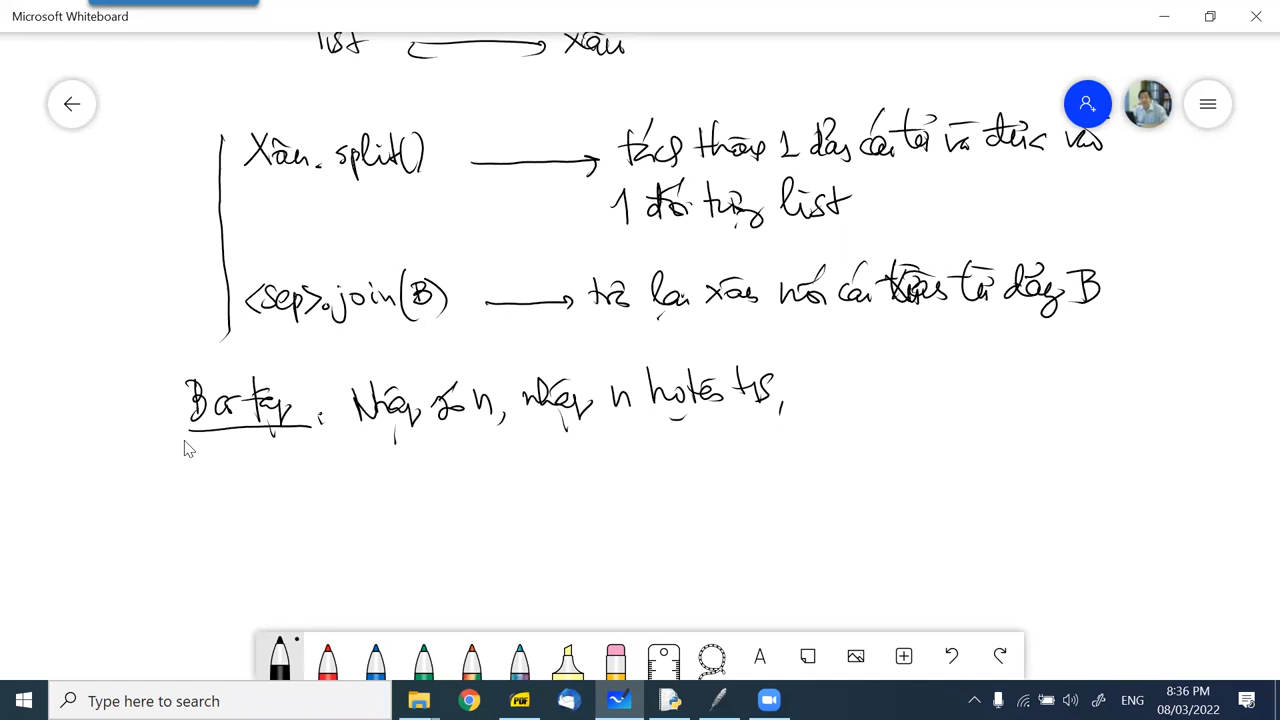 Microsoft Whiteboard
list ⟷ xâu
Xâu.split() → tách thành 1 dãy các từ và đưa vào
1 đối tượng list
<sep>.join(B) → trả lại xâu nối các từ dãy B
Bài tập: Nhập số n, nhập n họ tên HS,
Type here to search
ENG
8:36 PM
08/03/2022